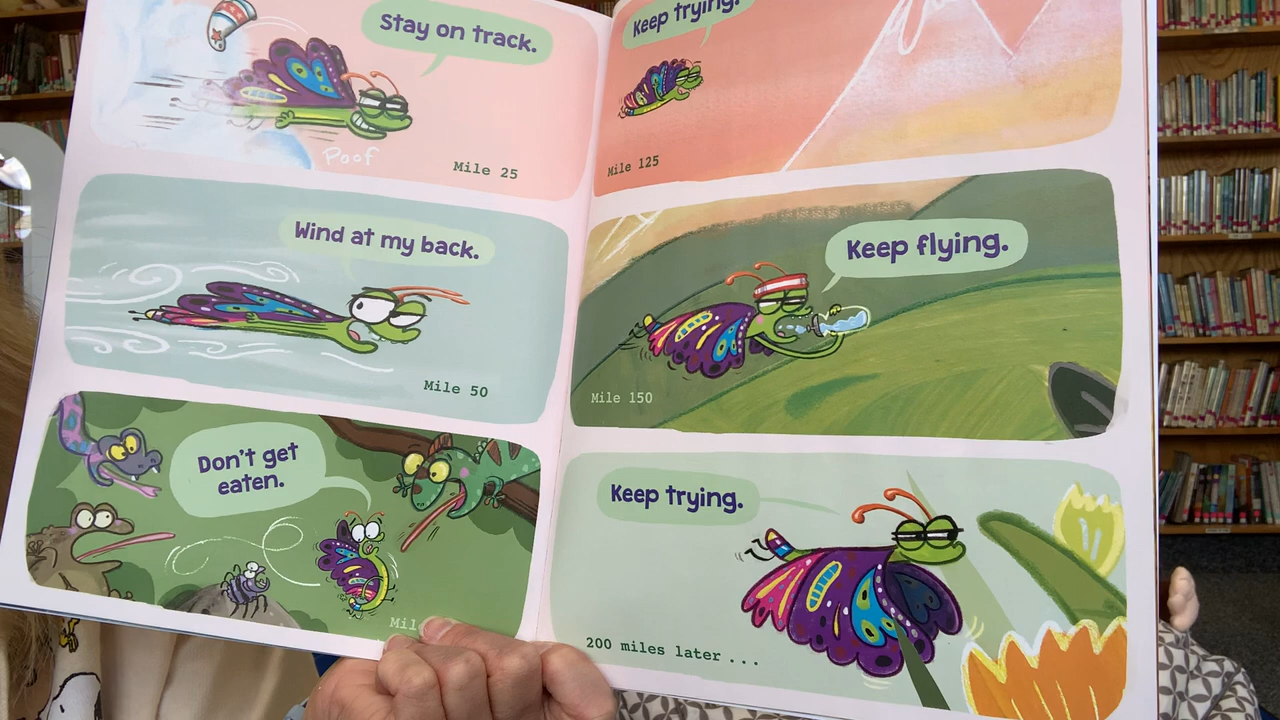 Stay on track.
Poof
Mile 25
Wind at my back.
Mile 50
Don't get
eaten.
Keep trying.
Mile 125
Keep flying.
Mile 150
Keep trying.
200 miles later...